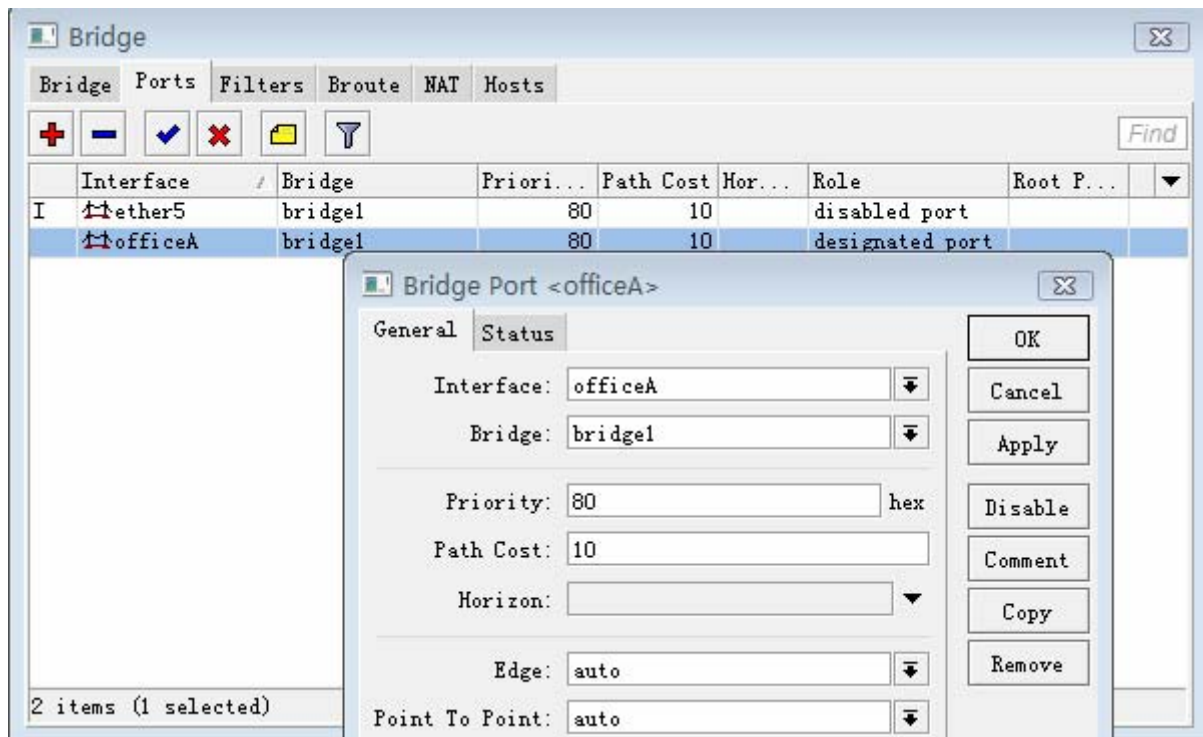 Bridge
Bridge Ports Filters Broute NAT Hosts
Find
Interface / Bridge Priori... Path Cost Hor... Role Root P...
I ether5 bridge1 80 10 disabled port
officeA bridge1 80 10 designated port
Bridge Port <officeA>
General Status
OK
Interface: officeA
Cancel
Bridge: bridge1
Apply
Priority: 80 hex
Disable
Path Cost: 10
Comment
Horizon:
Copy
Edge: auto
Remove
2 items (1 selected)
Point To Point: auto